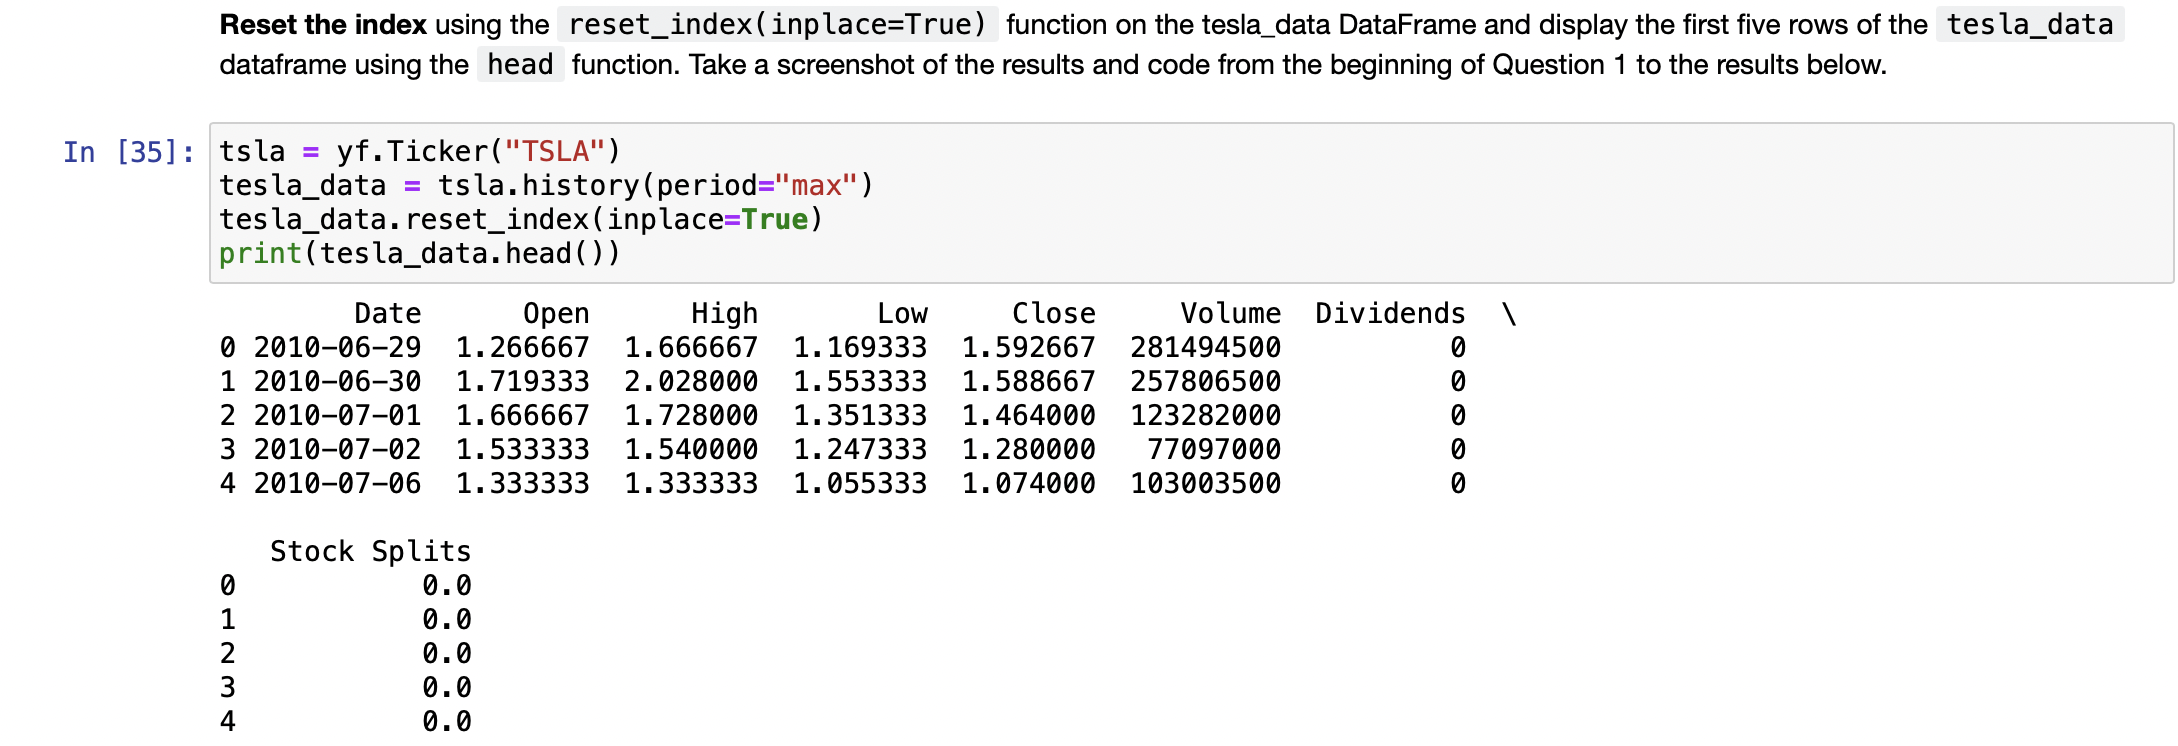 Reset the index using the reset_index(inplace=True) function on the tesla_data DataFrame and display the first five rows of the tesla_data
dataframe using the head function. Take a screenshot of the results and code from the beginning of Question 1 to the results below.
In [35]: tsla = yf.Ticker("TSLA")
tesla_data = tsla.history(period="max")
tesla_data.reset_index(inplace=True)
print(tesla_data.head())
        Date      Open      High       Low     Close     Volume  Dividends  \
0 2010-06-29  1.266667  1.666667  1.169333  1.592667  281494500          0
1 2010-06-30  1.719333  2.028000  1.553333  1.588667  257806500          0
2 2010-07-01  1.666667  1.728000  1.351333  1.464000  123282000          0
3 2010-07-02  1.533333  1.540000  1.247333  1.280000   77097000          0
4 2010-07-06  1.333333  1.333333  1.055333  1.074000  103003500          0
   Stock Splits
0           0.0
1           0.0
2           0.0
3           0.0
4           0.0